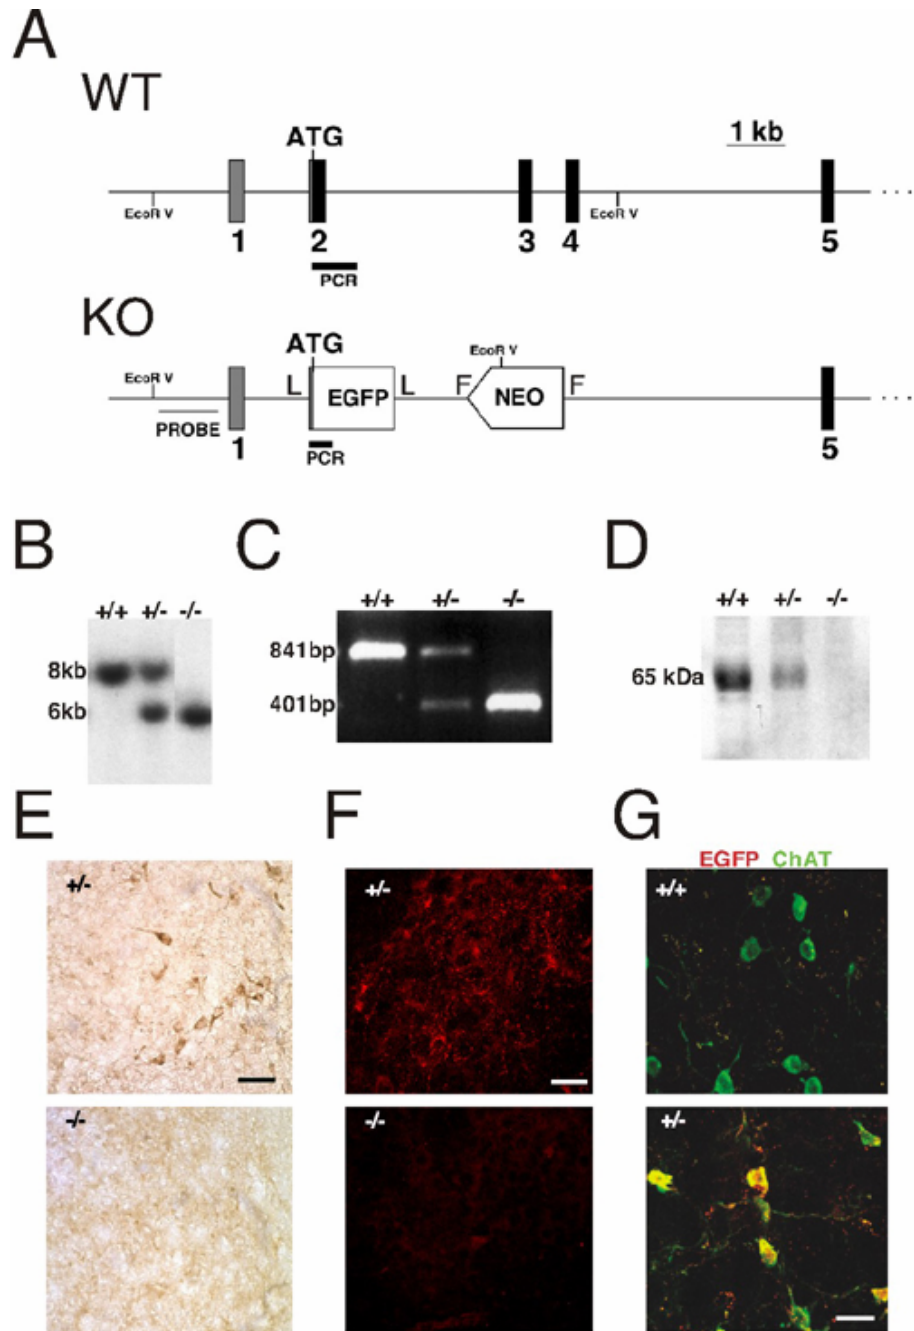 A
WT
ATG
1 kb
EcoR V
EcoR V
1
2
3
4
5
PCR
KO
ATG
EcoR V
EcoR V
L
EGFP
L
F
NEO
F
PROBE
1
PCR
5
B
C
D
+/+ +/- -/-
8kb
6kb
+/+ +/- -/-
841bp
401bp
+/+ +/- -/-
65 kDa
E
F
G
EGFP ChAT
+/-
+/-
+/+
-/-
-/-
+/-